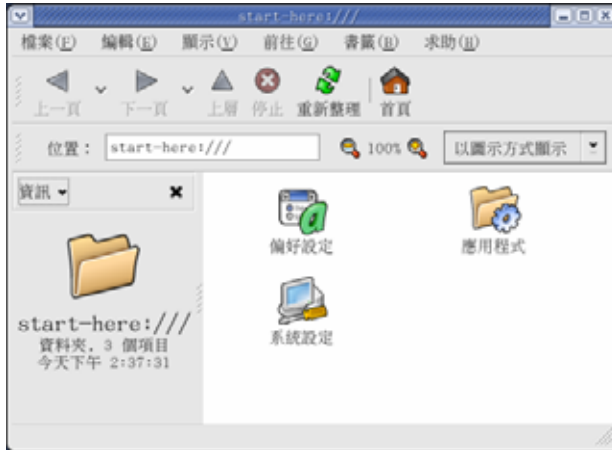 start-here:///
檔案(F) 編輯(E) 顯示(V) 前往(G) 書籤(B) 求助(H)
上一頁 下一頁 上層 停止 重新整理 首頁
位置： start-here:/// 100% 以圖示方式顯示
資訊
偏好設定 應用程式
系統設定
start-here:///
資料夾, 3 個項目
今天下午 2:37:31